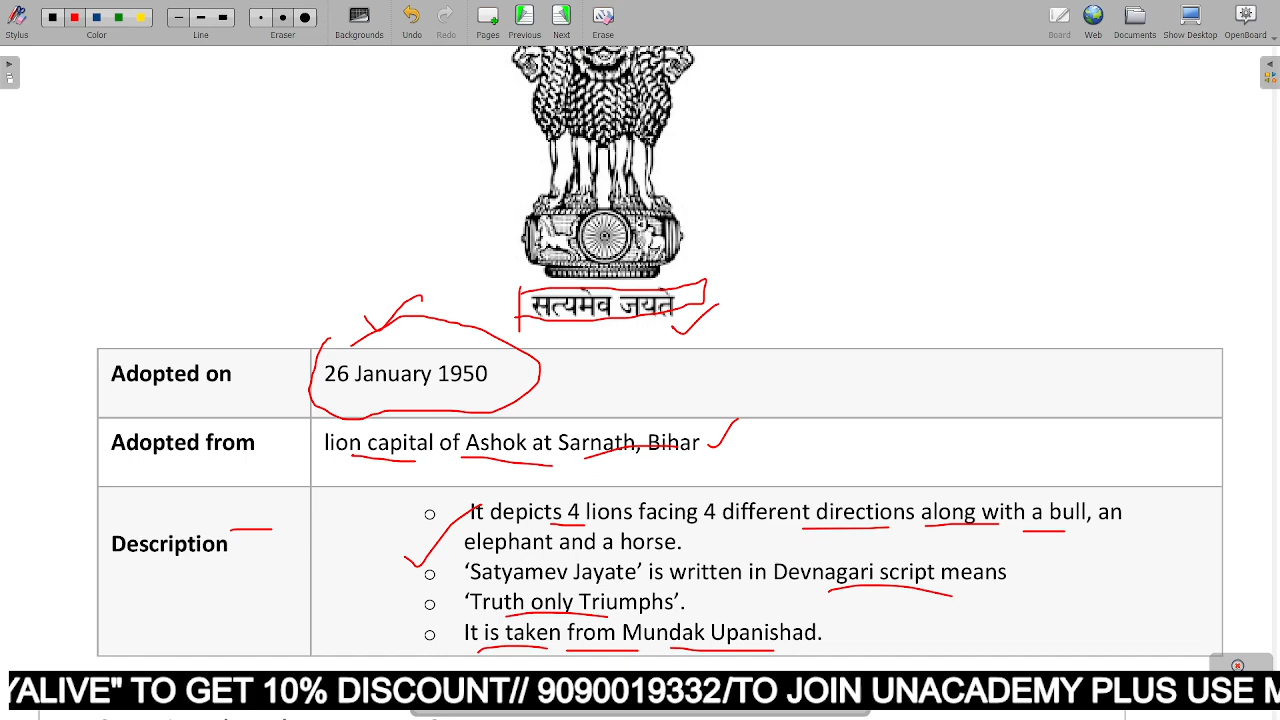 Stylus Color Line Eraser Backgrounds Undo Redo Pages Previous Next Erase Board Web Documents Show Desktop OpenBoard
सत्यमेव जयते
Adopted on 26 January 1950
Adopted from lion capital of Ashok at Sarnath, Bihar
Description
It depicts 4 lions facing 4 different directions along with a bull, an
elephant and a horse.
‘Satyamev Jayate’ is written in Devnagari script means
‘Truth only Triumphs’.
It is taken from Mundak Upanishad.
YALIVE" TO GET 10% DISCOUNT// 9090019332/TO JOIN UNACADEMY PLUS USE M